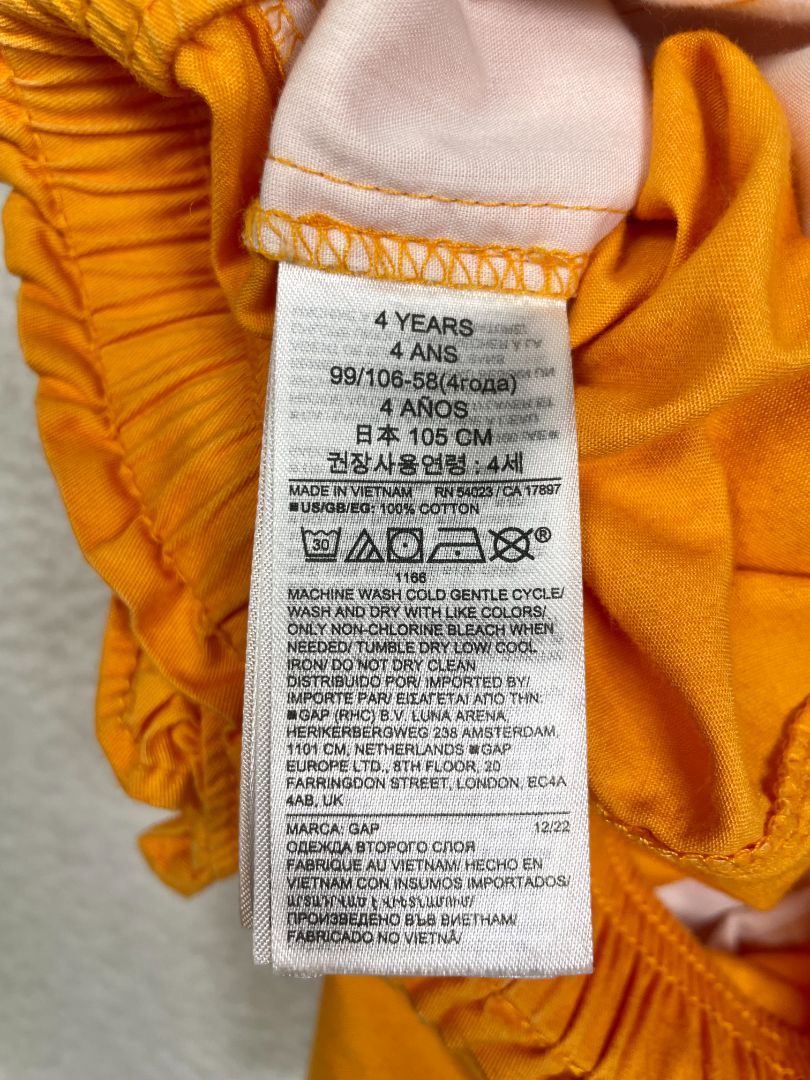 4 YEARS
4 ANS
99/106-58(4года)
4 AÑOS
日本 105 CM
권장사용연령 : 4세
MADE IN VIETNAM RN 54023 / CA 17897
■US/GB/EG: 100% COTTON
30 ®
1166
MACHINE WASH COLD GENTLE CYCLE/
WASH AND DRY WITH LIKE COLORS/
ONLY NON-CHLORINE BLEACH WHEN
NEEDED/ TUMBLE DRY LOW/ COOL
IRON/ DO NOT DRY CLEAN
DISTRIBUIDO POR/ IMPORTED BY/
IMPORTE PAR/ ΕΙΣΑΓΕΤΑΙ ΑΠΟ ΤΗΝ:
■GAP (RHC) B.V. LUNA ARENA,
HERIKERBERGWEG 238 AMSTERDAM,
1101 CM, NETHERLANDS ■GAP
EUROPE LTD., 8TH FLOOR, 20
FARRINGDON STREET, LONDON, EC4A
4AB, UK
MARCA: GAP 12/22
ОДЕЖДА ВТОРОГО СЛОЯ
FABRIQUE AU VIETNAM/ HECHO EN
VIETNAM CON INSUMOS IMPORTADOS/
ԱՐՏԱԴՐՎԱԾ Է ՎԻԵՏՆԱՄՈՒՄ/
ПРОИЗВЕДЕНО ВЪВ ВИЕТНАМ/
FABRICADO NO VIETNÃ/